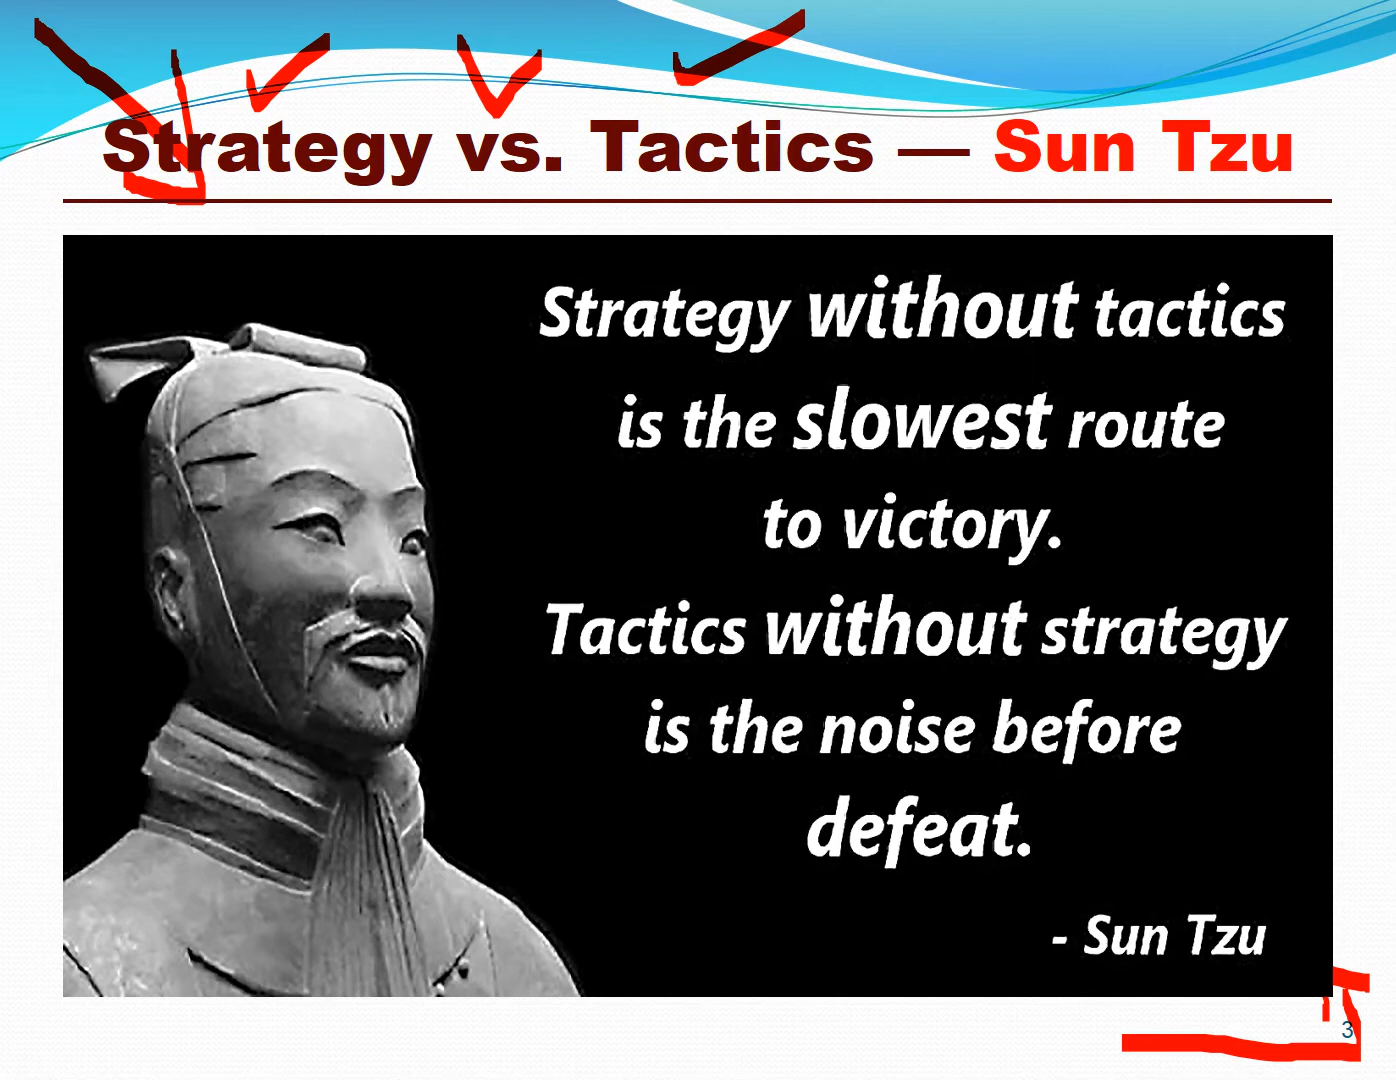 Strategy vs. Tactics — Sun Tzu
Strategy without tactics
is the slowest route
to victory.
Tactics without strategy
is the noise before
defeat.
- Sun Tzu
3